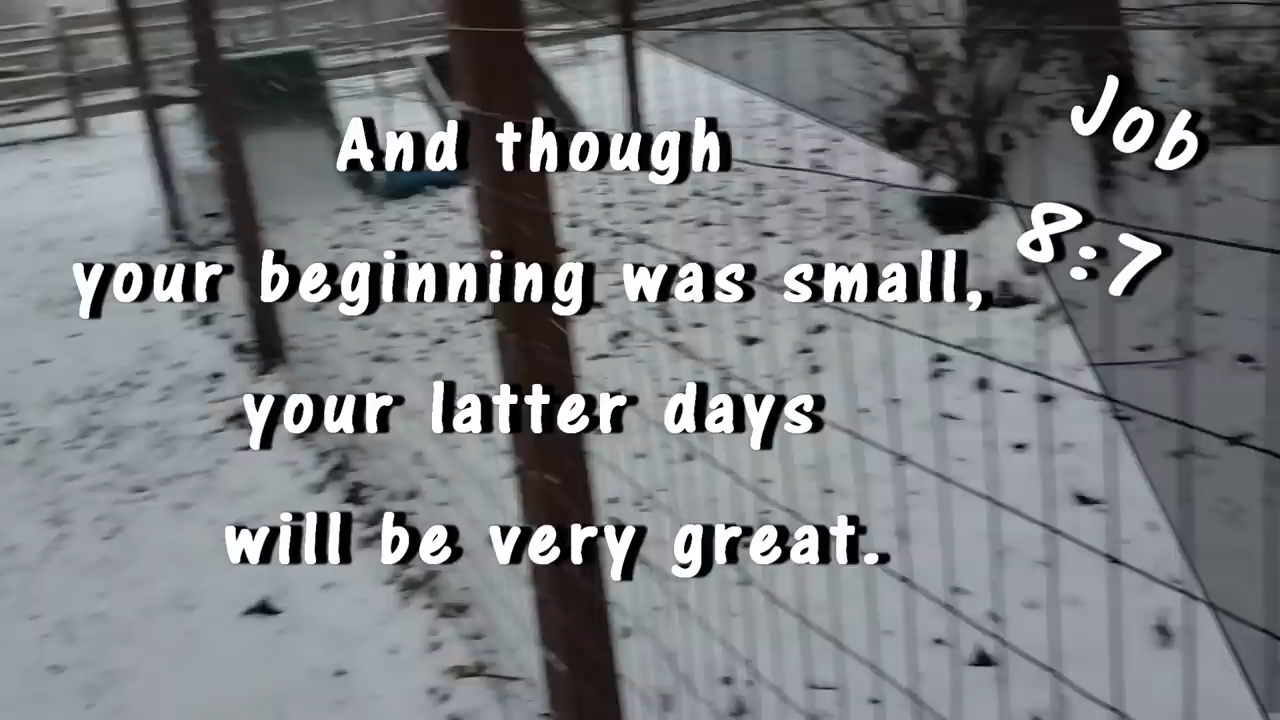 And though
your beginning was small,
your latter days
will be very great.
Job
8:7